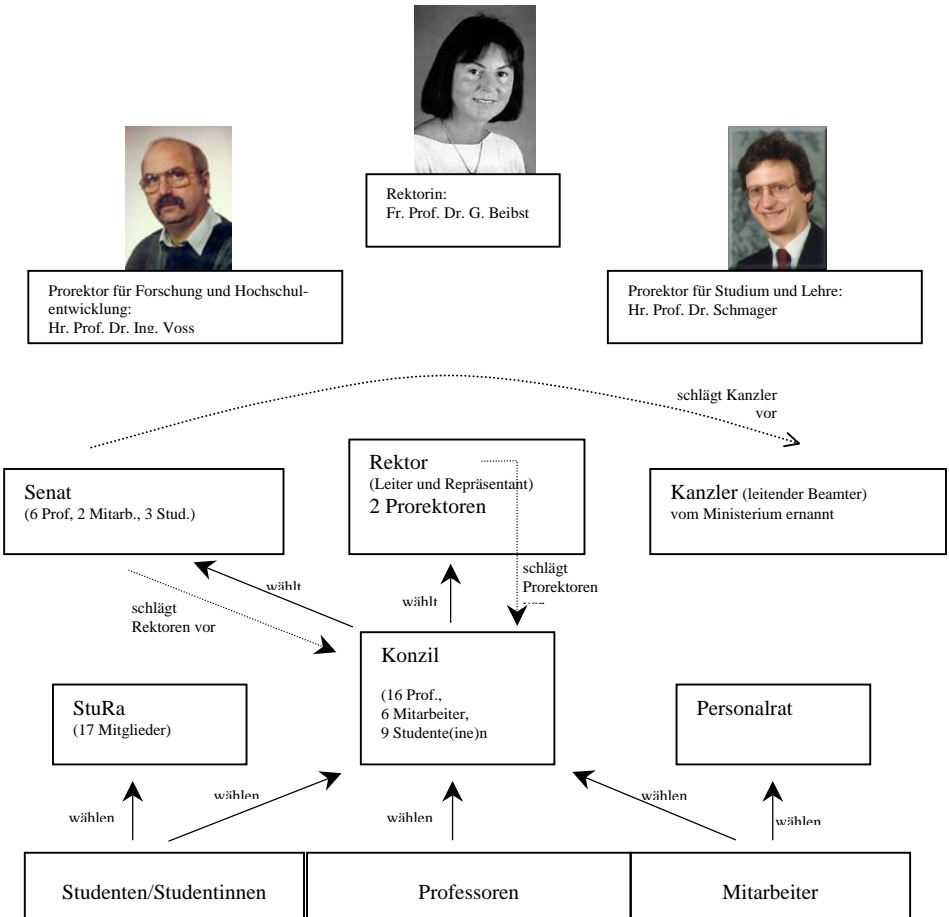 Rektorin:
Fr. Prof. Dr. G. Beibst
Prorektor für Forschung und Hochschul-
entwicklung:
Hr. Prof. Dr. Ing. Voss
Prorektor für Studium und Lehre:
Hr. Prof. Dr. Schmager
schlägt Kanzler
vor
Senat
(6 Prof, 2 Mitarb., 3 Stud.)
Rektor
(Leiter und Repräsentant)
2 Prorektoren
Kanzler (leitender Beamter)
vom Ministerium ernannt
wählt
schlägt
Rektoren vor
wählt
schlägt
Prorektoren
vor
Konzil
(16 Prof.,
6 Mitarbeiter,
9 Studente(ine)n
StuRa
(17 Mitglieder)
Personalrat
wählen
wählen
wählen
wählen
wählen
Studenten/Studentinnen
Professoren
Mitarbeiter